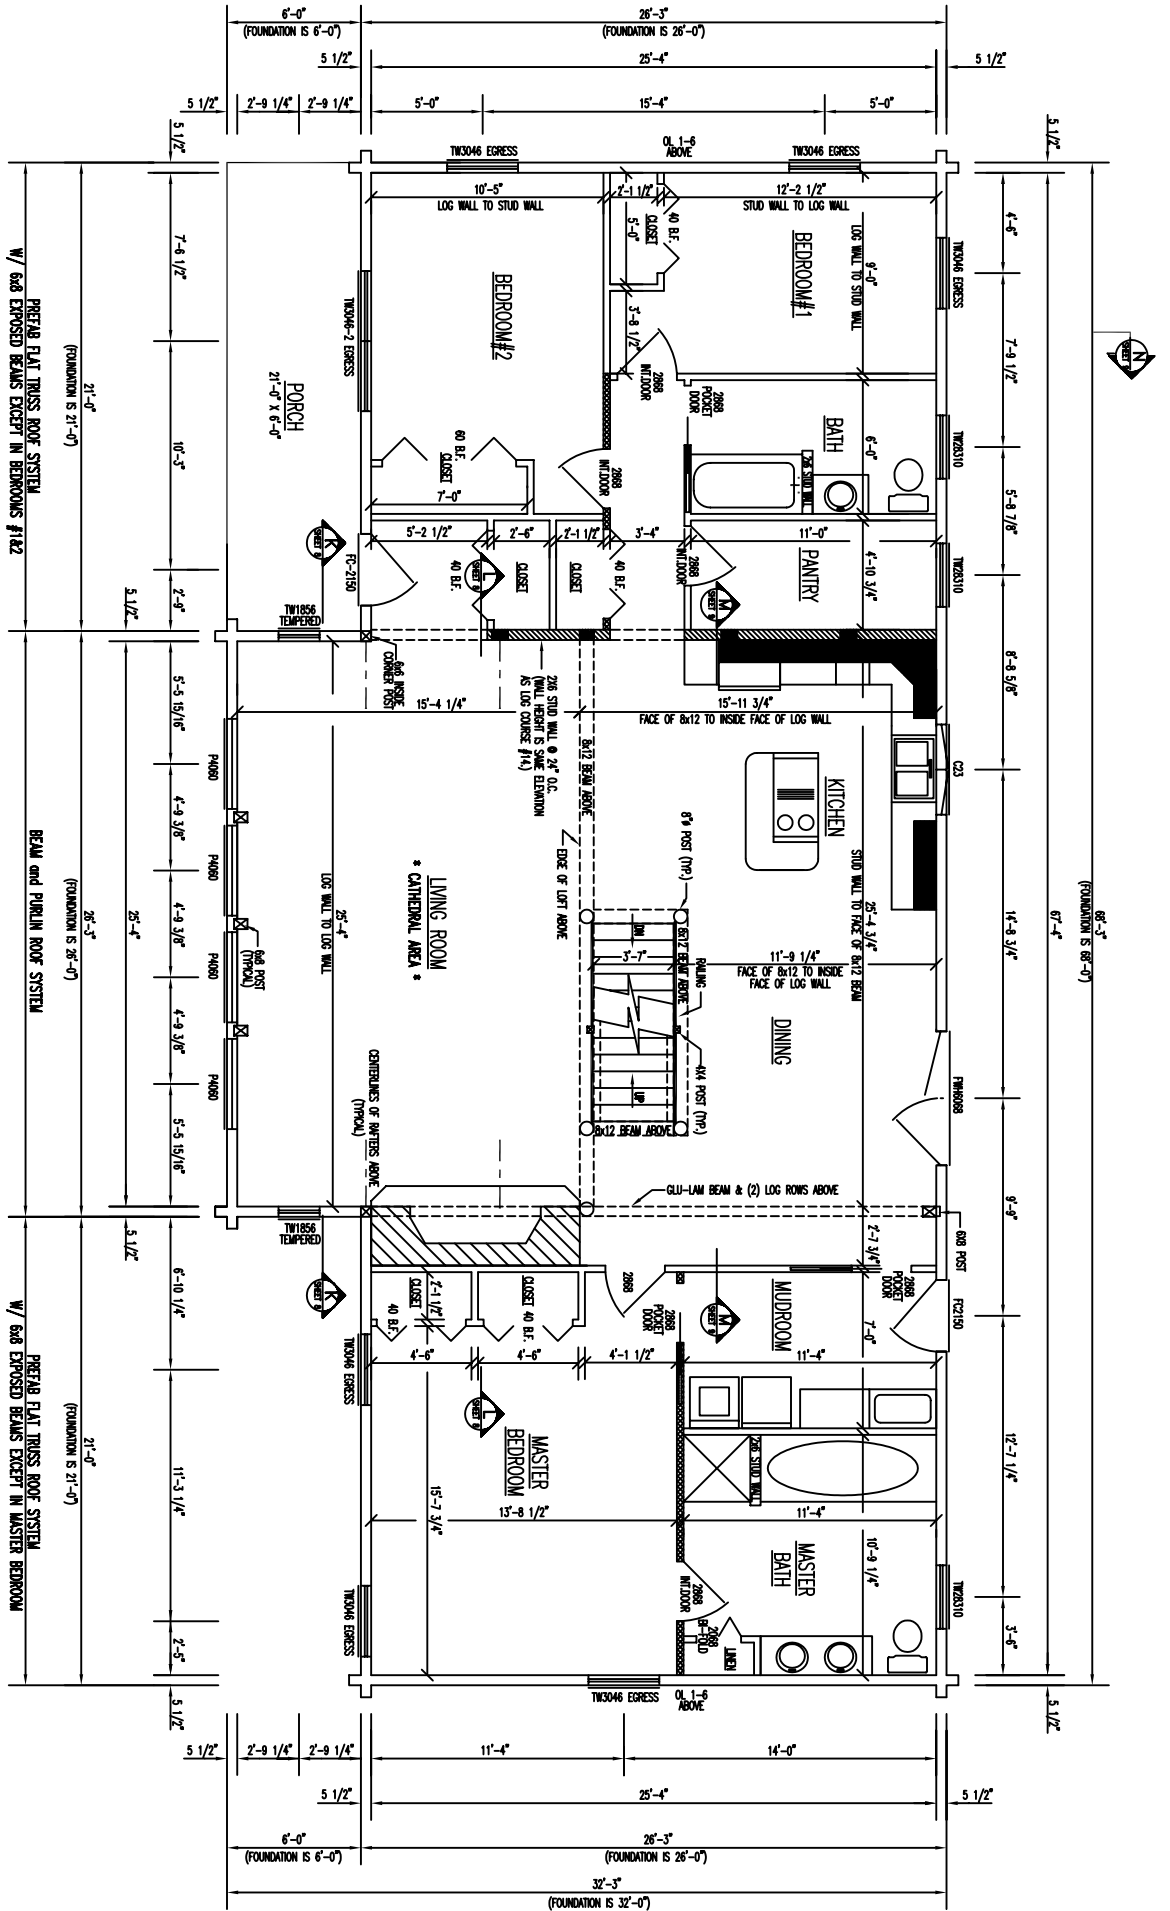 6'-0"
(FOUNDATION IS 6'-0")
26'-3"
(FOUNDATION IS 26'-0")
5 1/2"
25'-4"
5 1/2"
5 1/2"
2'-9 1/4"
2'-9 1/4"
5'-0"
15'-4"
5'-0"
5 1/2"
5 1/2"
TW3046 EGRESS
OL 1-6
ABOVE
TW3046 EGRESS
10'-5"
LOG WALL TO STUD WALL
2'-1 1/2"
12'-2 1/2"
STUD WALL TO LOG WALL
66'-3"
(FOUNDATION IS 68'-0")
67'-4"
N
4'-6"
7'-9 1/2"
5'-8 7/8"
8'-8 5/8"
14'-8 3/4"
9'-9"
12'-7 1/4"
3'-6"
5 1/2"
TW3046 EGRESS
TW28310
TW28310
C23
FWH6068
FC2150
TW28310
BEDROOM#1
9'-0"
LOG WALL TO STUD WALL
40 B.F.
CLOSET
5'-0"
3'-8 1/2"
2868
INT.DOOR
2868
POCKET
DOOR
BATH
6'-0"
2x6 STUD WALL
BEDROOM#2
2868
INT.DOOR
60 B.F.
CLOSET
7'-0"
5'-2 1/2"
2'-6"
2'-1 1/2"
3'-4"
11'-0"
PANTRY
4'-10 3/4"
2868
INT.DOOR
40 B.F.
CLOSET
CLOSET
40 B.F.
L
M
K
FC-2150
TW3046-2 EGRESS
PORCH
21'-0" X 6'-0"
TW1856
TEMPERED
6x6 INSIDE
CORNER POST
2X6 STUD WALL @ 24" O.C.
(WALL HEIGHT IS SAME ELEVATION
AS LOG COURSE #14.)
15'-4 1/4"
15'-11 3/4"
FACE OF 8x12 TO INSIDE FACE OF LOG WALL
8x12 BEAM ABOVE
KITCHEN
25'-4 3/4"
STUD WALL TO FACE OF 8x12 BEAM
8"ø POST (TYP.)
EDGE OF LOFT ABOVE
LIVING ROOM
* CATHEDRAL AREA *
25'-4"
LOG WALL TO LOG WALL
DN
3'-7"
8x12 BEAM ABOVE
RAILING
11'-9 1/4"
FACE OF 8x12 TO INSIDE
FACE OF LOG WALL
DINING
4X4 POST (TYP.)
UP
8x12 BEAM ABOVE
P4060
P4060
P4060
P4060
6x8 POST
(TYPICAL)
CENTERLINES OF RAFTERS ABOVE
(TYPICAL)
GLU-LAM BEAM & (2) LOG ROWS ABOVE
6X8 POST
2'-7 3/4"
TW1856
TEMPERED
K
2868
2868
POCKET
DOOR
M
MUDROOM
7'-0"
2868
POCKET
DOOR
CLOSET
2'-1 1/2"
40 B.F.
CLOSET
40 B.F.
4'-6"
4'-6"
4'-1 1/2"
11'-4"
L
MASTER
BEDROOM
15'-7 3/4"
13'-8 1/2"
11'-4"
2x6 STUD WALL
MASTER
BATH
10'-9 1/4"
2868
INT.DOOR
2068
BI-FOLD
LINEN
TW3046 EGRESS
TW3046 EGRESS
TW3046 EGRESS
OL 1-6
ABOVE
7'-6 1/2"
10'-3"
2'-9"
5 1/2"
5'-5 15/16"
4'-9 3/8"
4'-9 3/8"
4'-9 3/8"
5'-5 15/16"
5 1/2"
6'-10 1/4"
11'-3 1/4"
2'-5"
5 1/2"
25'-4"
21'-0"
(FOUNDATION IS 21'-0")
26'-3"
(FOUNDATION IS 26'-0")
21'-0"
(FOUNDATION IS 21'-0")
PREFAB FLAT TRUSS ROOF SYSTEM
W/ 6x8 EXPOSED BEAMS EXCEPT IN BEDROOMS #1&2
BEAM and PURLIN ROOF SYSTEM
PREFAB FLAT TRUSS ROOF SYSTEM
W/ 6x8 EXPOSED BEAMS EXCEPT IN MASTER BEDROOM
5 1/2"
2'-9 1/4"
2'-9 1/4"
11'-4"
14'-0"
5 1/2"
25'-4"
5 1/2"
6'-0"
(FOUNDATION IS 6'-0")
26'-3"
(FOUNDATION IS 26'-0")
32'-3"
(FOUNDATION IS 32'-0")